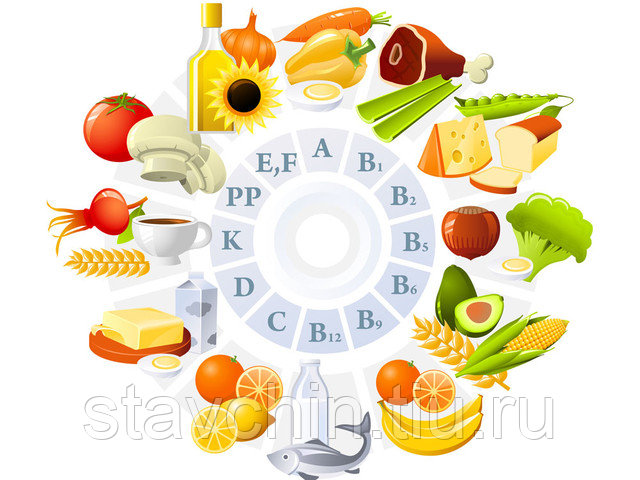 A
B1
B2
B5
B6
B9
B12
C
D
K
PP
E,F
stavchin.tiu.ru